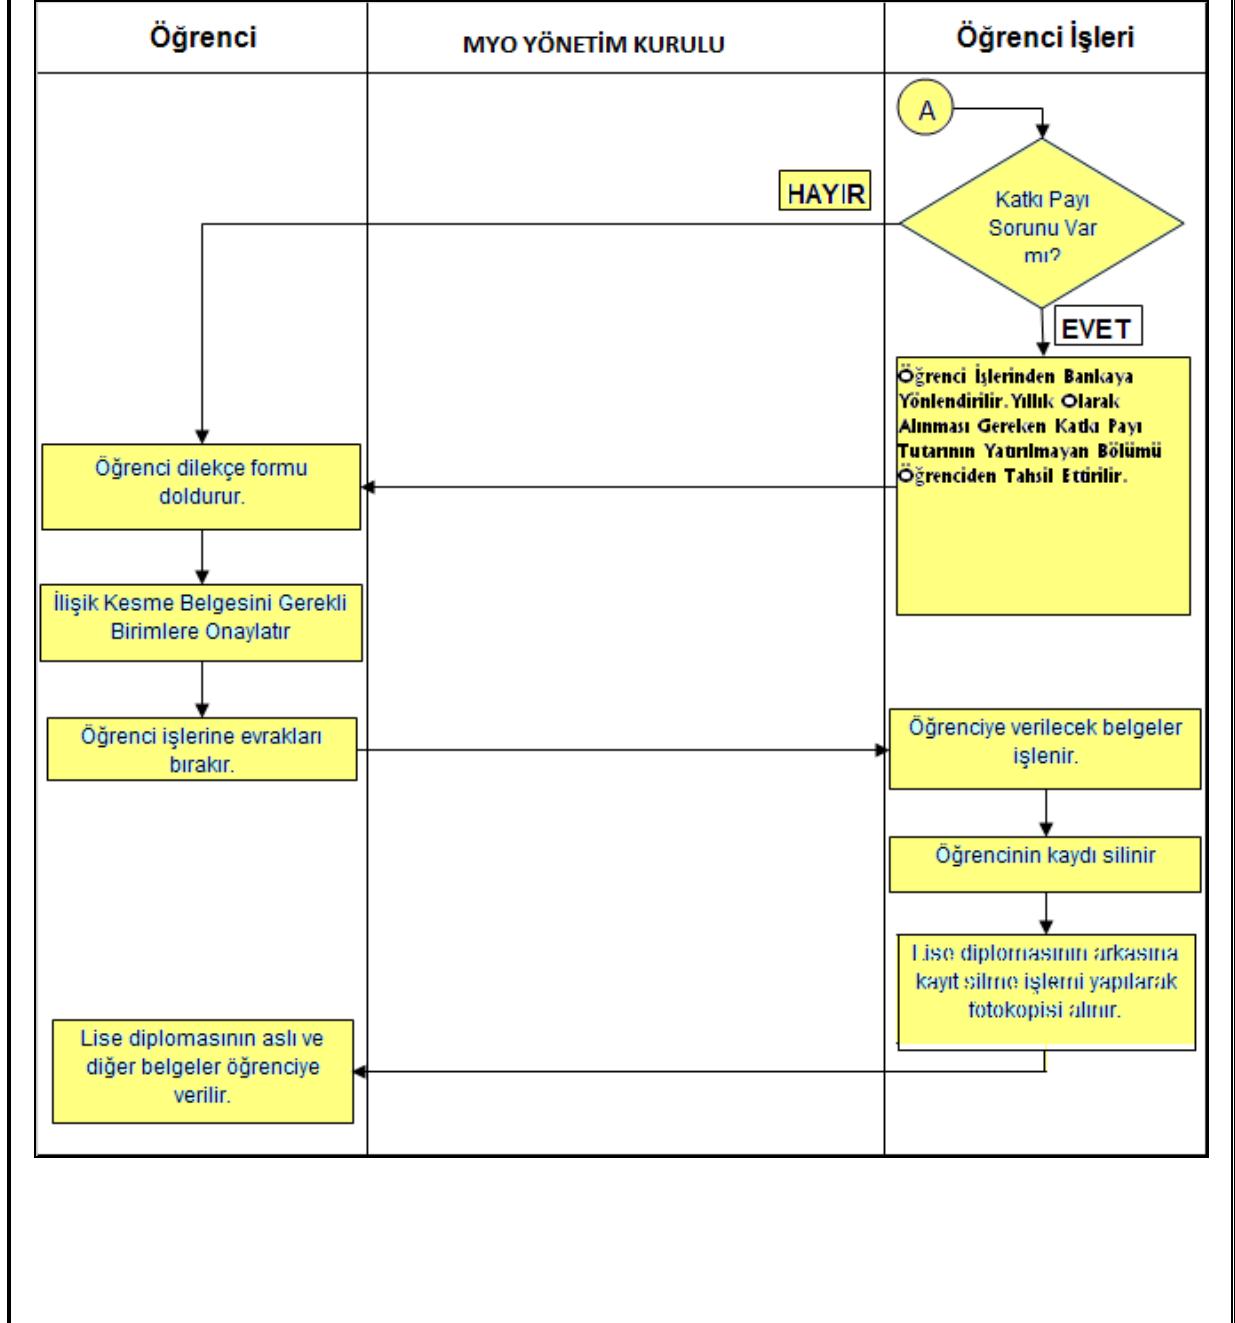 Öğrenci
MYO YÖNETİM KURULU
Öğrenci İşleri
A
Katkı Payı
Sorunu Var
mı?
HAYIR
EVET
Öğrenci İşlerinden Bankaya
Yönlendirilir.Yıllık Olarak
Alınması Gereken Katkı Payı
Tutarının Yatırılmayan Bölümü
Öğrenciden Tahsil Ettirilir.
Öğrenci dilekçe formu
doldurur.
İlişik Kesme Belgesini Gerekli
Birimlere Onaylatır
Öğrenci işlerine evrakları
bırakır.
Öğrenciye verilecek belgeler
işlenir.
Öğrencinin kaydı silinir
Lise diplomasının arkasına
kayıt silme işlemi yapılarak
fotokopisi alınır.
Lise diplomasının aslı ve
diğer belgeler öğrenciye
verilir.